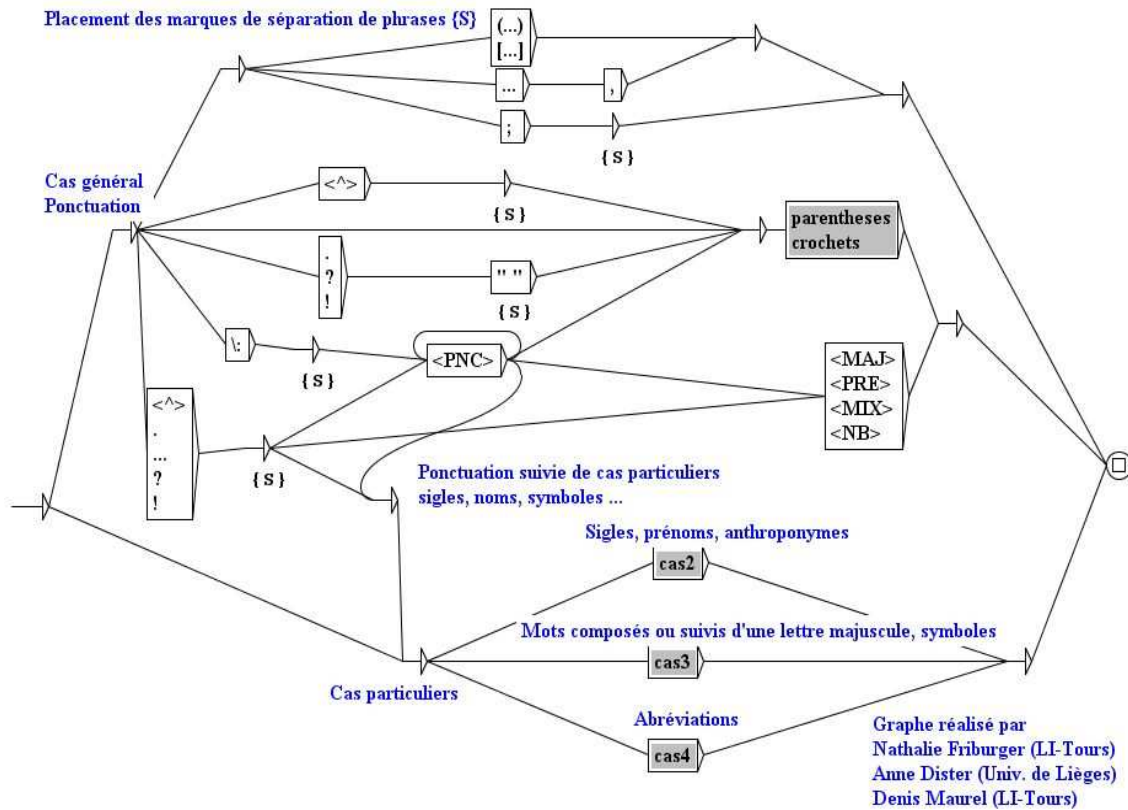 Placement des marques de séparation de phrases {S}
(...)
[...]
...
,
;
{ S }
Cas général
Ponctuation
<^>
{ S }
parentheses
crochets
.
?
!
" "
{ S }
\:
{ S }
<PNC>
<MAJ>
<PRE>
<MIX>
<NB>
<^>
.
...
?
!
{ S }
Ponctuation suivie de cas particuliers
sigles, noms, symboles ...
Sigles, prénoms, anthroponymes
cas2
Mots composés ou suivis d'une lettre majuscule, symboles
cas3
Cas particuliers
Abréviations
cas4
Graphe réalisé par
Nathalie Friburger (LI-Tours)
Anne Dister (Univ. de Lièges)
Denis Maurel (LI-Tours)